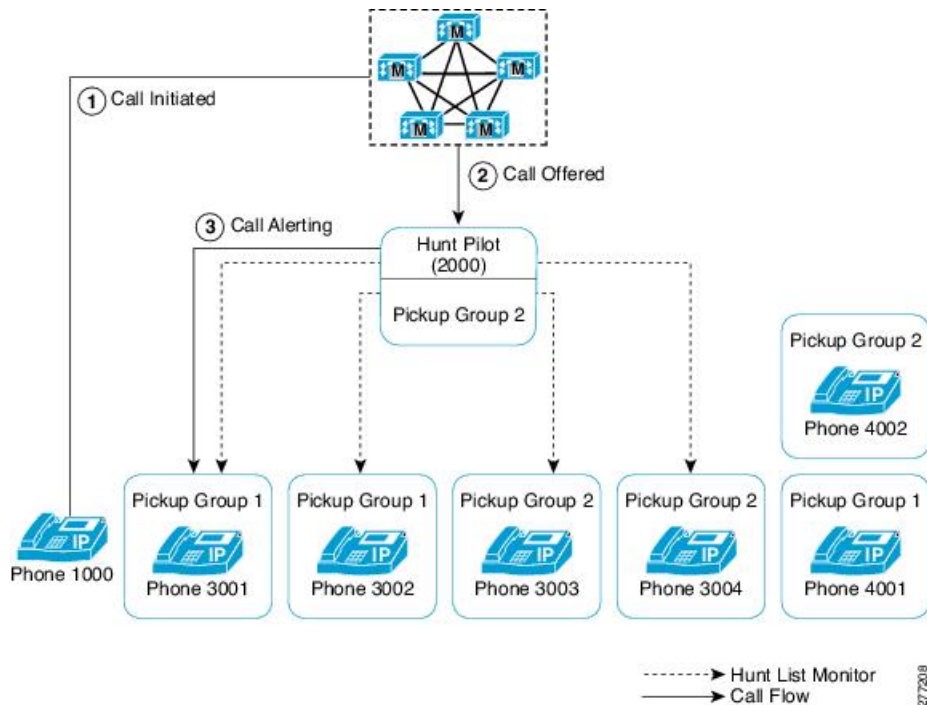 M
M
M
M
M
1 Call Initiated
2 Call Offered
3 Call Alerting
Hunt Pilot
(2000)
Pickup Group 2
Pickup Group 2
IP
Phone 4002
IP
Phone 1000
Pickup Group 1
IP
Phone 3001
Pickup Group 1
IP
Phone 3002
Pickup Group 2
IP
Phone 3003
Pickup Group 2
IP
Phone 3004
Pickup Group 1
IP
Phone 4001
Hunt List Monitor
Call Flow
277208